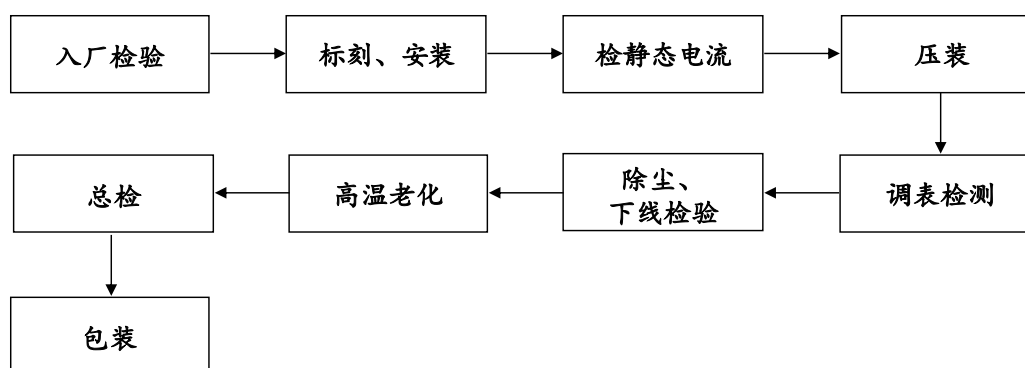 入厂检验
标刻、安装
检静态电流
压装
调表检测
除尘、
下线检验
高温老化
总检
包装